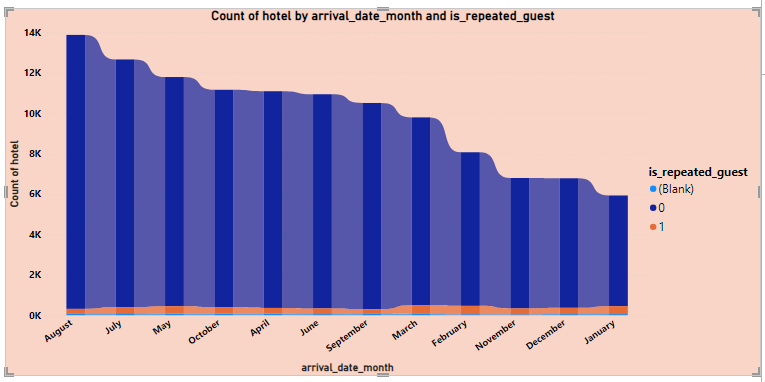 Count of hotel by arrival_date_month and is_repeated_guest
14K
12K
10K
8K
6K
4K
2K
0K
Count of hotel
August
July
May
October
April
June
September
March
February
November
December
January
arrival_date_month
is_repeated_guest
(Blank)
0
1